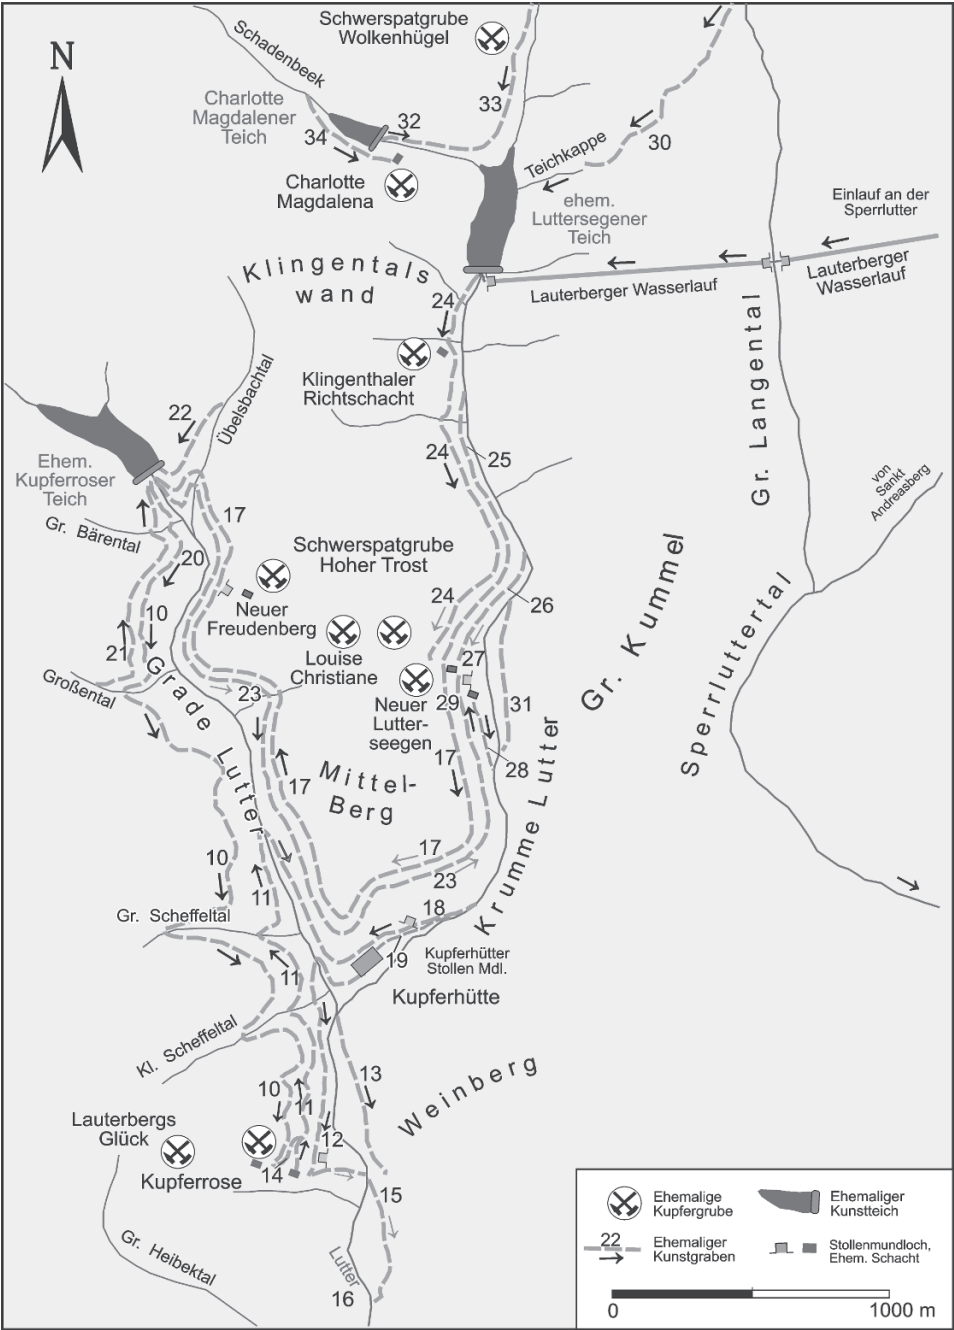 Schwerspatgrube
Wolkenhügel
N
Schadenbeek
Charlotte
Magdalener
Teich
32
33
34
30
Teichkappe
Charlotte
Magdalena
ehem.
Luttersegener
Teich
Einlauf an der
Sperrlutter
Klingentals
wand
Lauterberger Wasserlauf
Lauterberger
Wasserlauf
24
Klingenthaler
Richtschacht
Übelsbachtal
22
Gr. Langental
Ehem.
Kupferroser
Teich
24
25
von
Sankt
Andreasberg
17
Gr. Bärental
20
Schwerspatgrube
Hoher Trost
Gr. Kummel
Sperrluttertal
10
Neuer
Freudenberg
24
26
21
Louise
Christiane
27
Großental
Grade Lutter
23
Neuer
Lutter-
seegen
29
31
17
28
Mittel-
Berg
17
Krumme Lutter
10
17
11
23
18
Gr. Scheffeltal
19
Kupferhütter
Stollen Mdl.
11
Kupferhütte
Kl. Scheffeltal
13
Weinberg
10
11
Lauterbergs
Glück
12
Kupferrose
14
15
Gr. Heibektal
Lutter
16
Ehemalige
Kupfergrube
Ehemaliger
Kunstteich
22
Ehemaliger
Kunstgraben
Stollenmundloch,
Ehem. Schacht
0
1000 m